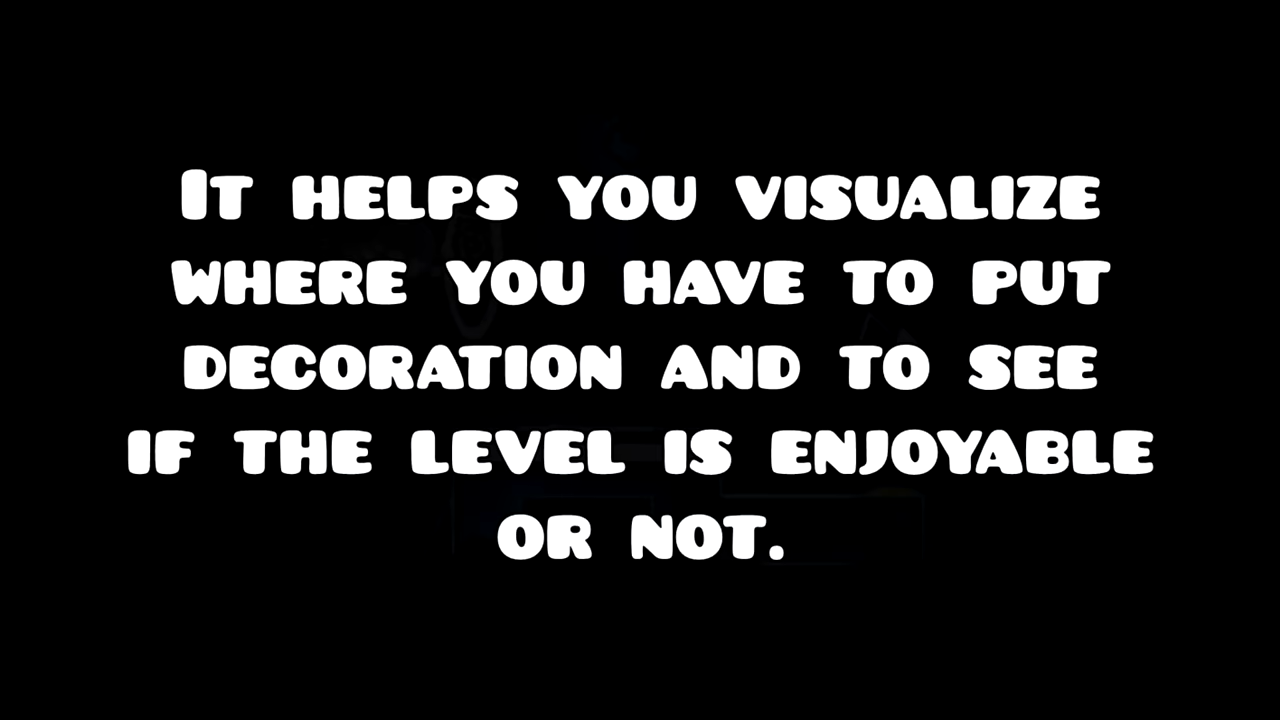 It helps you visualize
where you have to put
decoration and to see
if the level is enjoyable
or not.